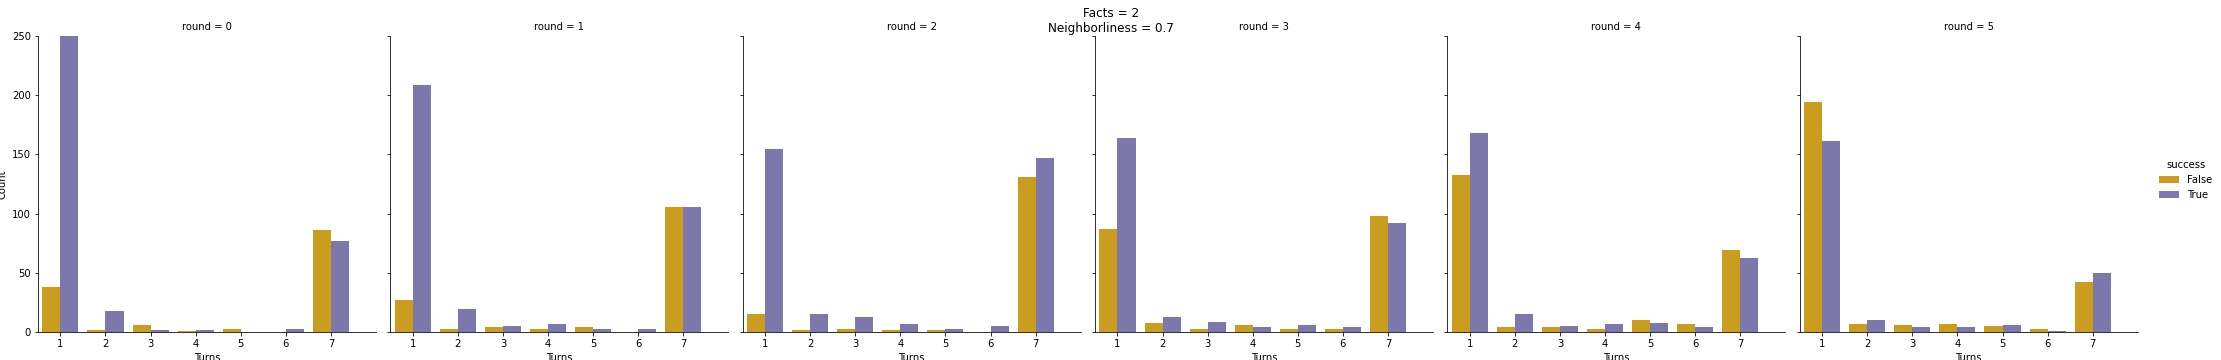 Facts = 2
Neighborliness = 0.7
round = 0
round = 1
round = 2
round = 3
round = 4
round = 5
250
200
150
100
50
0
Count
1 2 3 4 5 6 7
1 2 3 4 5 6 7
1 2 3 4 5 6 7
1 2 3 4 5 6 7
1 2 3 4 5 6 7
1 2 3 4 5 6 7
Turns
Turns
Turns
Turns
Turns
Turns
success
False
True